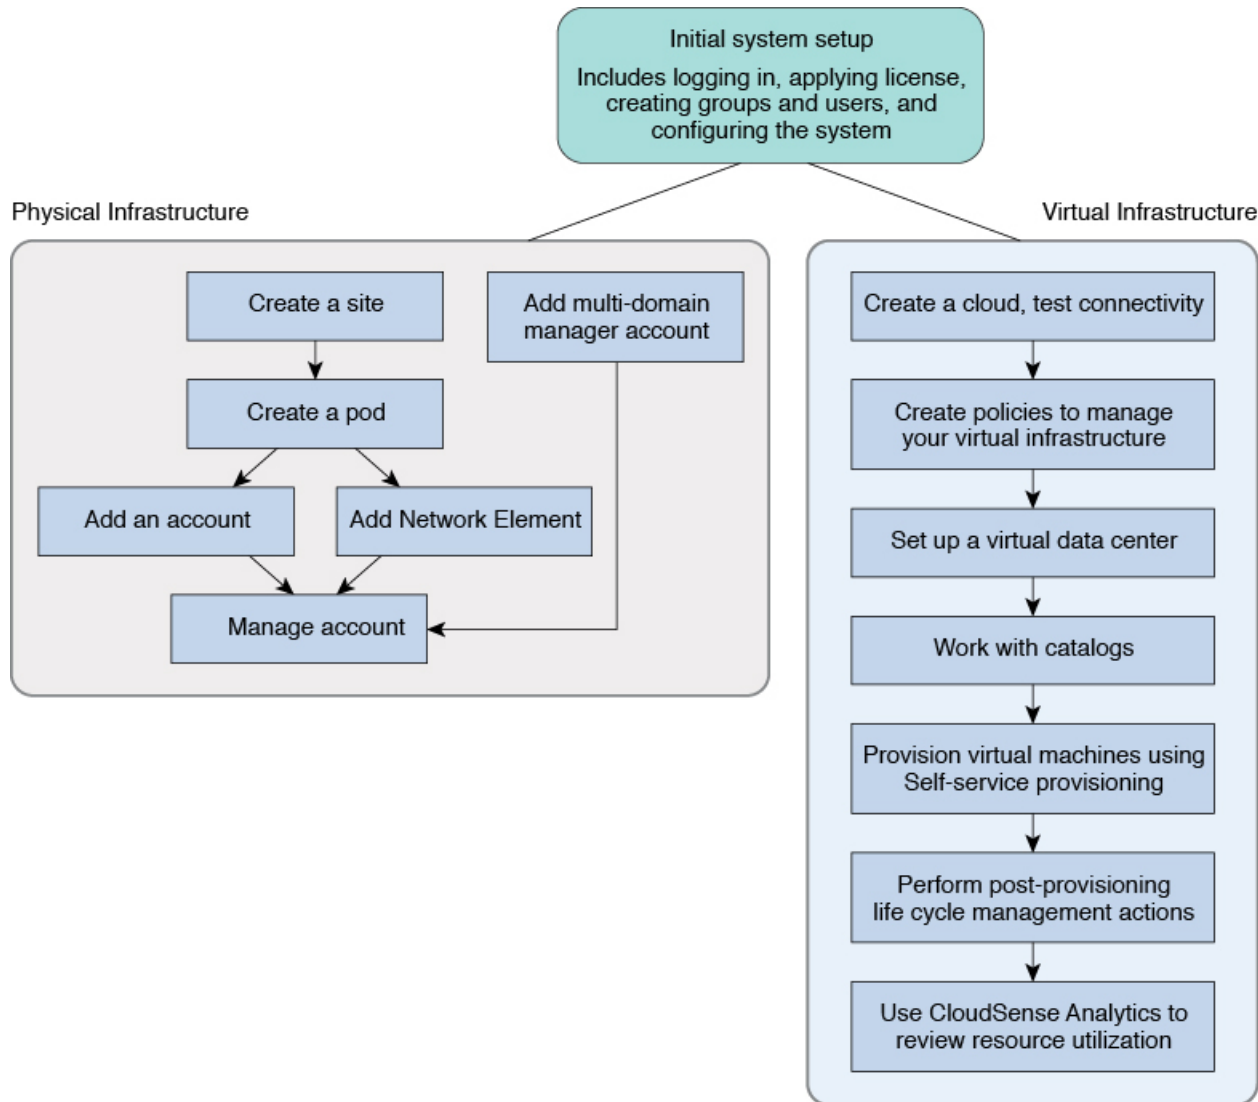 Initial system setup
Includes logging in, applying license,
creating groups and users, and
configuring the system
Physical Infrastructure
Create a site
Add multi-domain
manager account
Create a pod
Add an account
Add Network Element
Manage account
Virtual Infrastructure
Create a cloud, test connectivity
Create policies to manage
your virtual infrastructure
Set up a virtual data center
Work with catalogs
Provision virtual machines using
Self-service provisioning
Perform post-provisioning
life cycle management actions
Use CloudSense Analytics to
review resource utilization